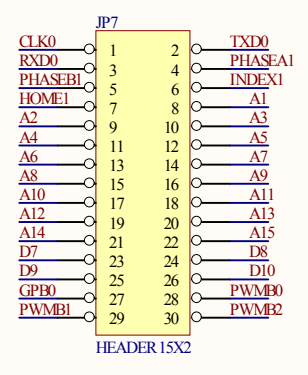 JP7
CLK0 1 2 TXD0
RXD0 3 4 PHASEA1
PHASEB1 5 6 INDEX1
HOME1 7 8 A1
A2 9 10 A3
A4 11 12 A5
A6 13 14 A7
A8 15 16 A9
A10 17 18 A11
A12 19 20 A13
A14 21 22 A15
D7 23 24 D8
D9 25 26 D10
GPB0 27 28 PWMB0
PWMB1 29 30 PWMB2
HEADER 15X2